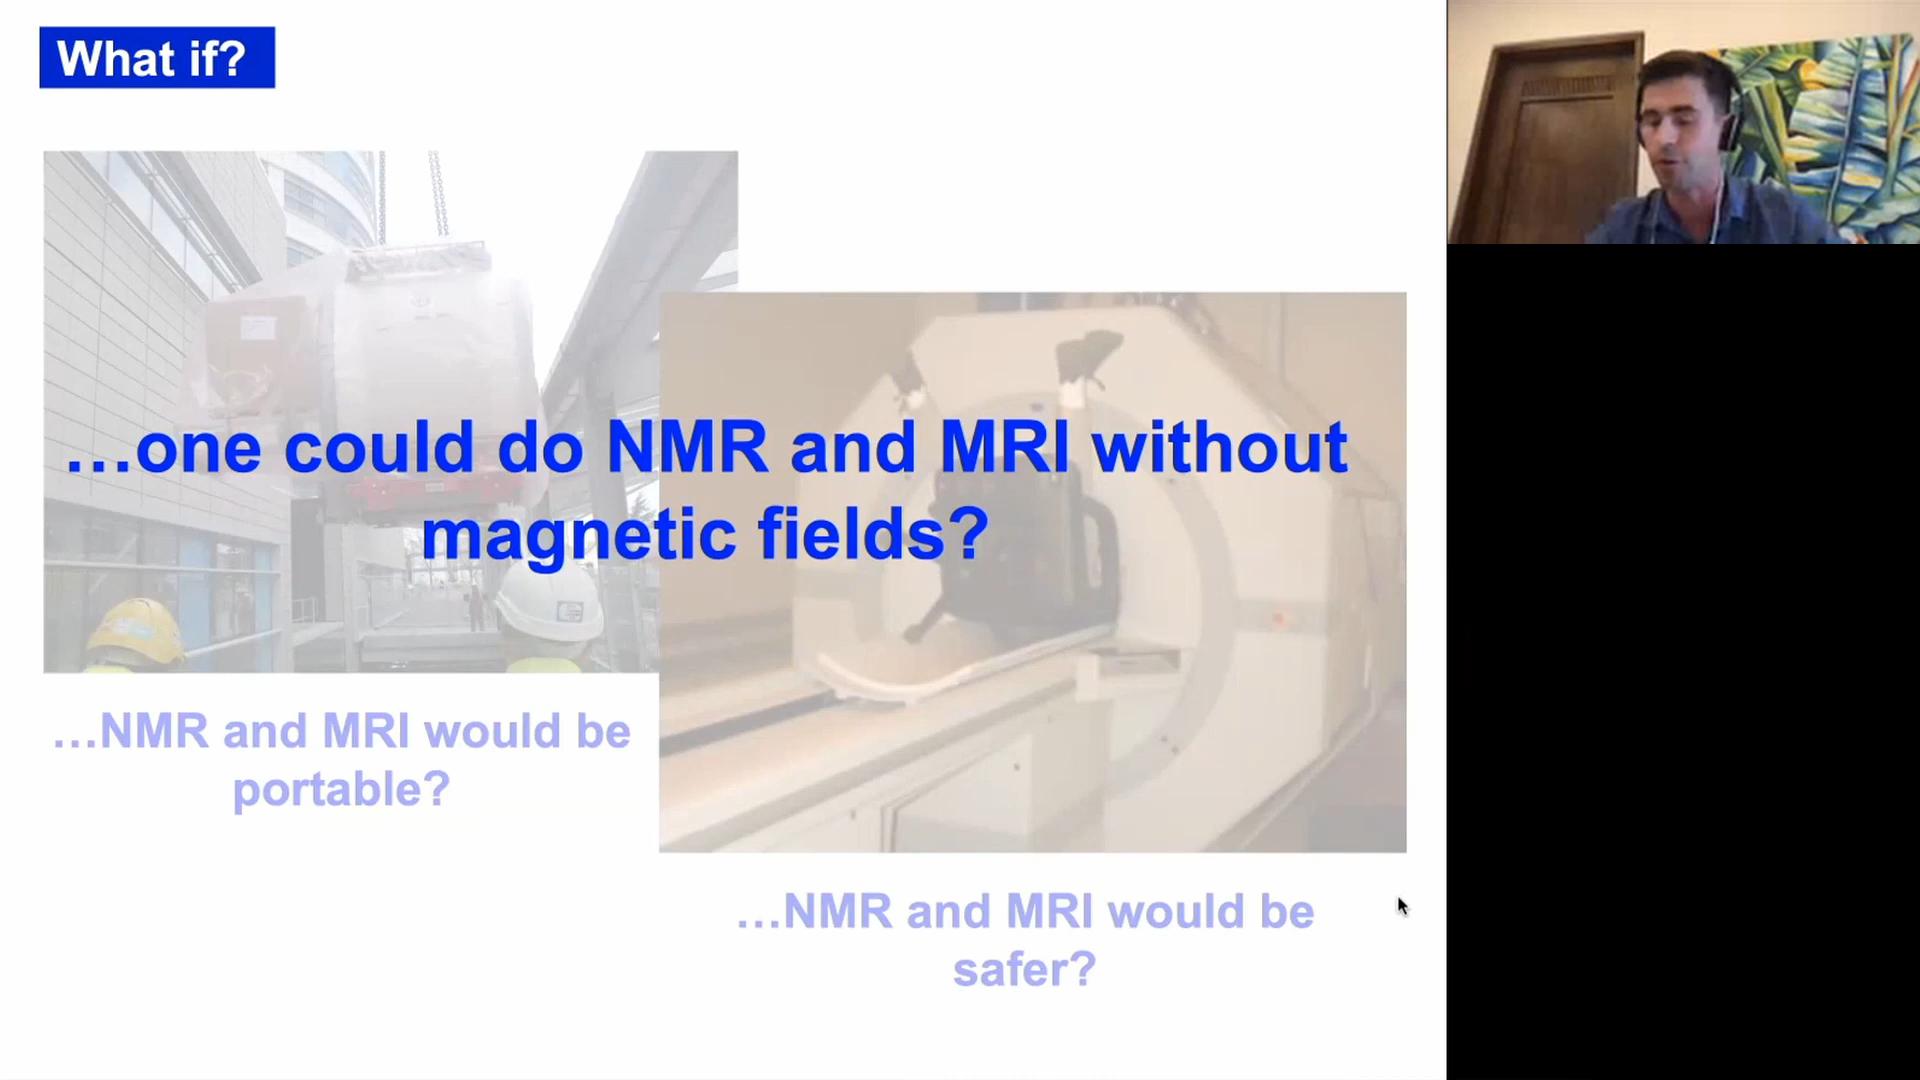 What if?
…one could do NMR and MRI without
magnetic fields?
…NMR and MRI would be
portable?
…NMR and MRI would be
safer?